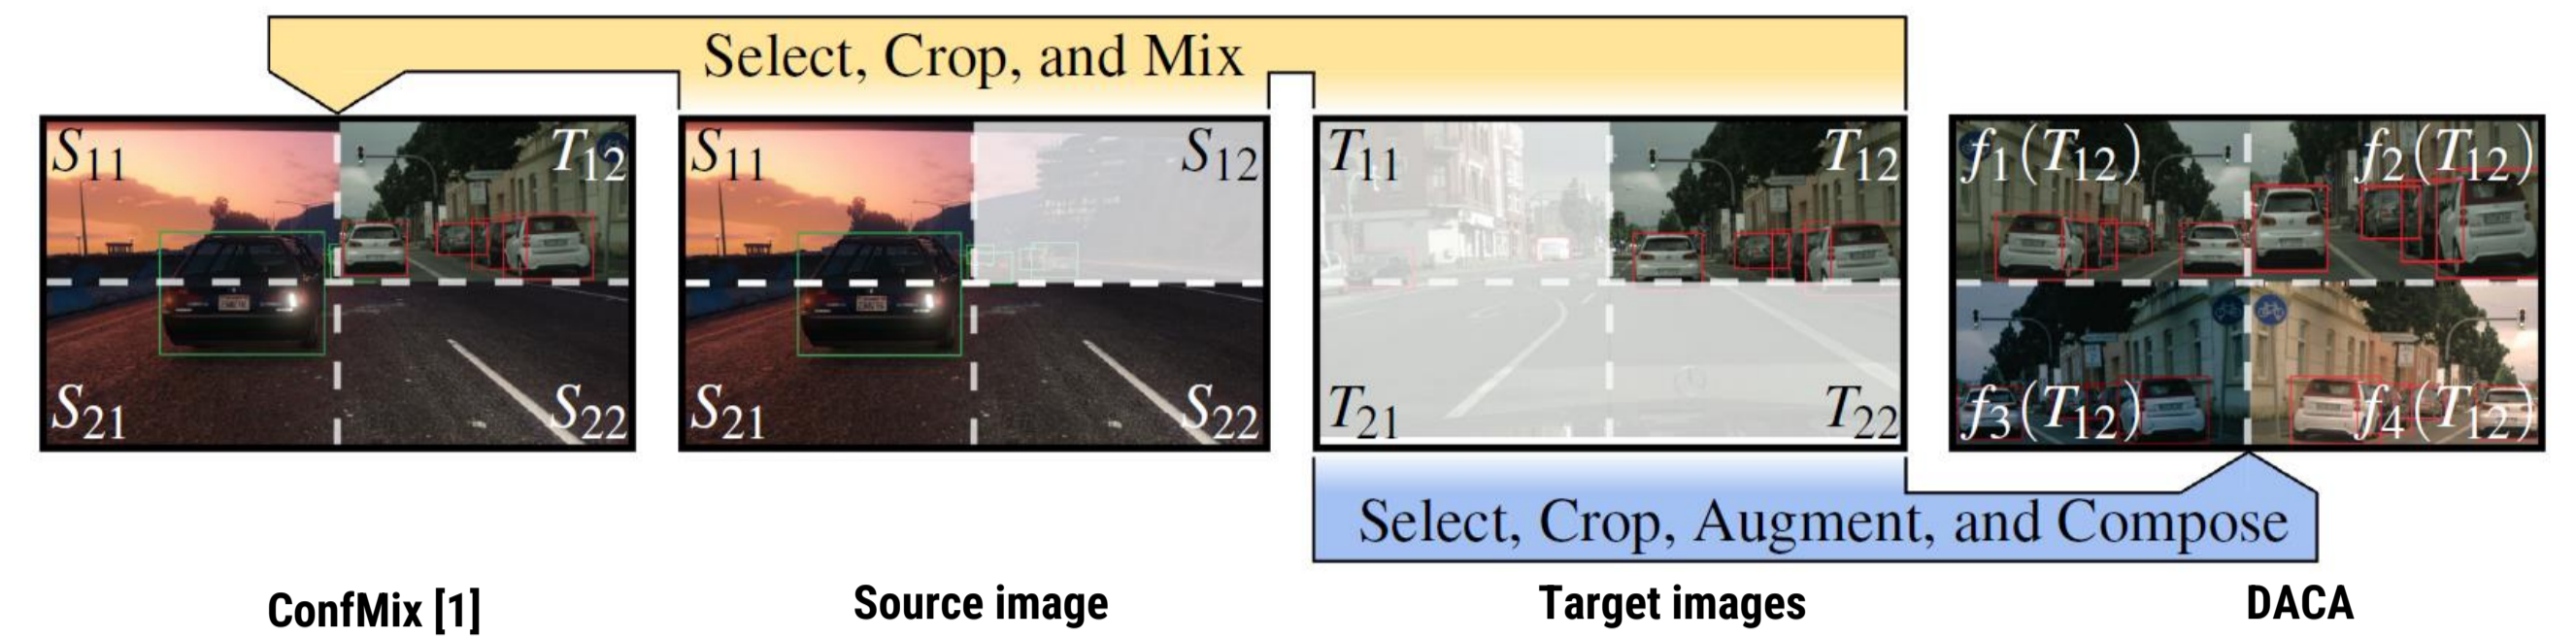 Select, Crop, and Mix
S11 T12
S21 S22
S11 S12
S21 S22
T11 T12
T21 T22
f1(T12) f2(T12)
f3(T12) f4(T12)
Select, Crop, Augment, and Compose
ConfMix [1]
Source image
Target images
DACA